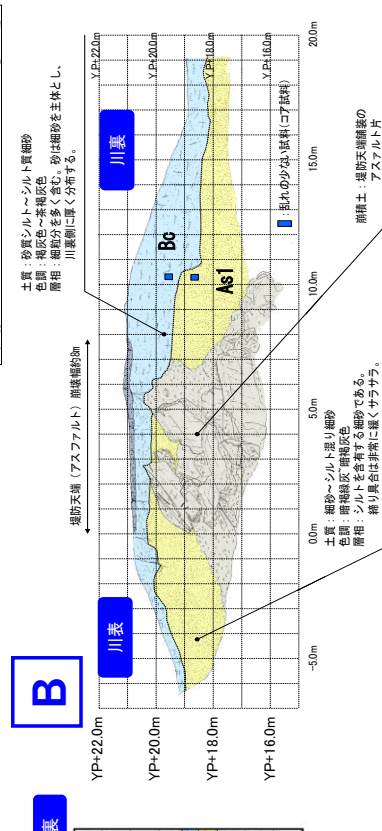 B
裏
川表
川裏
堤防天端（アスファルト） 崩壊幅約8m
土質：砂質シルト～シルト質細砂
色調：褐灰色～茶褐灰色
層相：細粒分を多く含む。砂は細砂を主体とし、
川裏側に厚く分布する。
YP+22.0m
YP+20.0m
YP+18.0m
YP+16.0m
Y.P+22.0m
Y.P+20.0m
Y.P+18.0m
Y.P+16.0m
Bc
As1
-5.0m
0.0m
5.0m
10.0m
15.0m
20.0m
：乱れの少ない試料(コア試料)
土質：細砂～シルト混り細砂
色調：暗褐緑灰~暗褐灰色
層相：シルトを含有する細砂である。
締り具合は非常に緩くサラサラ。
崩積土：堤防天端舗装の
アスファルト片